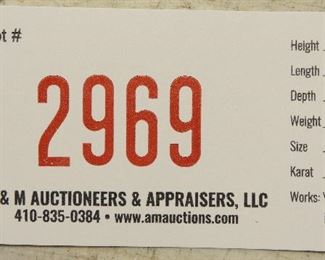 ot #
2969
& M AUCTIONEERS & APPRAISERS, LLC
410-835-0384 • www.amauctions.com
Height
Length
Depth
Weight
Size
Karat
Works: